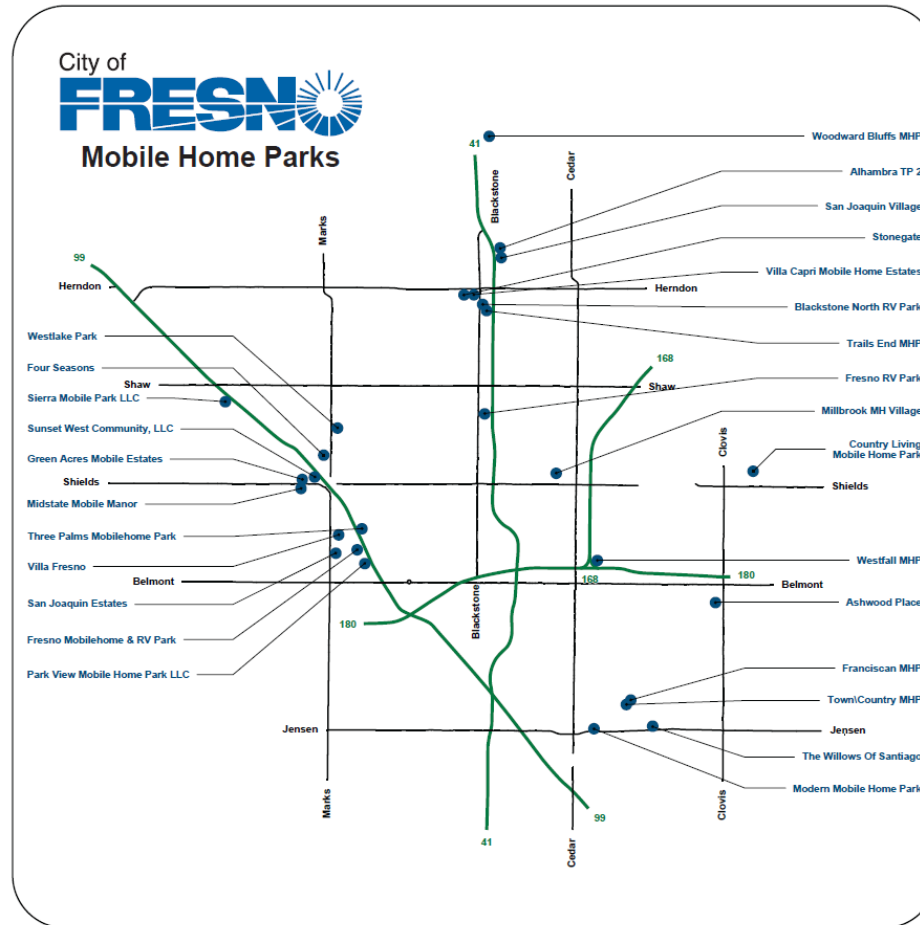 City of
FRESNO
Mobile Home Parks
41
Blackstone
Cedar
Marks
99
Herndon
Herndon
Woodward Bluffs MHP
Alhambra TP 2
San Joaquin Village
Stonegate
Villa Capri Mobile Home Estates
Blackstone North RV Park
Trails End MHP
168
Fresno RV Park
Shaw
Shaw
Millbrook MH Village
Clovis
Country Living
Mobile Home Park
Westlake Park
Four Seasons
Sierra Mobile Park LLC
Sunset West Community, LLC
Green Acres Mobile Estates
Shields
Shields
Midstate Mobile Manor
Three Palms Mobilehome Park
Villa Fresno
Belmont
Belmont
San Joaquin Estates
Fresno Mobilehome & RV Park
Park View Mobile Home Park LLC
Westfall MHP
168
180
180
Blackstone
Ashwood Place
Franciscan MHP
Town\Country MHP
Jensen
Jensen
The Willows Of Santiago
Modern Mobile Home Park
Marks
41
Cedar
99
Clovis